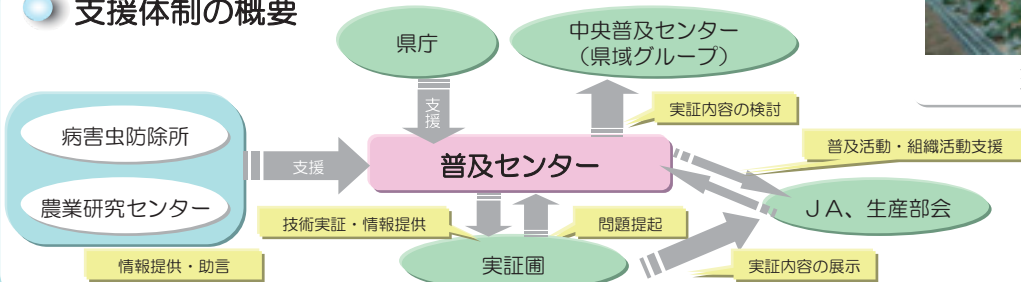 支援体制の概要
県庁
中央普及センター
（県域グループ）
支援
実証内容の検討
病害虫防除所
支援
普及センター
普及活動・組織活動支援
農業研究センター
ＪＡ、生産部会
技術実証・情報提供
問題提起
情報提供・助言
実証圃
実証内容の展示